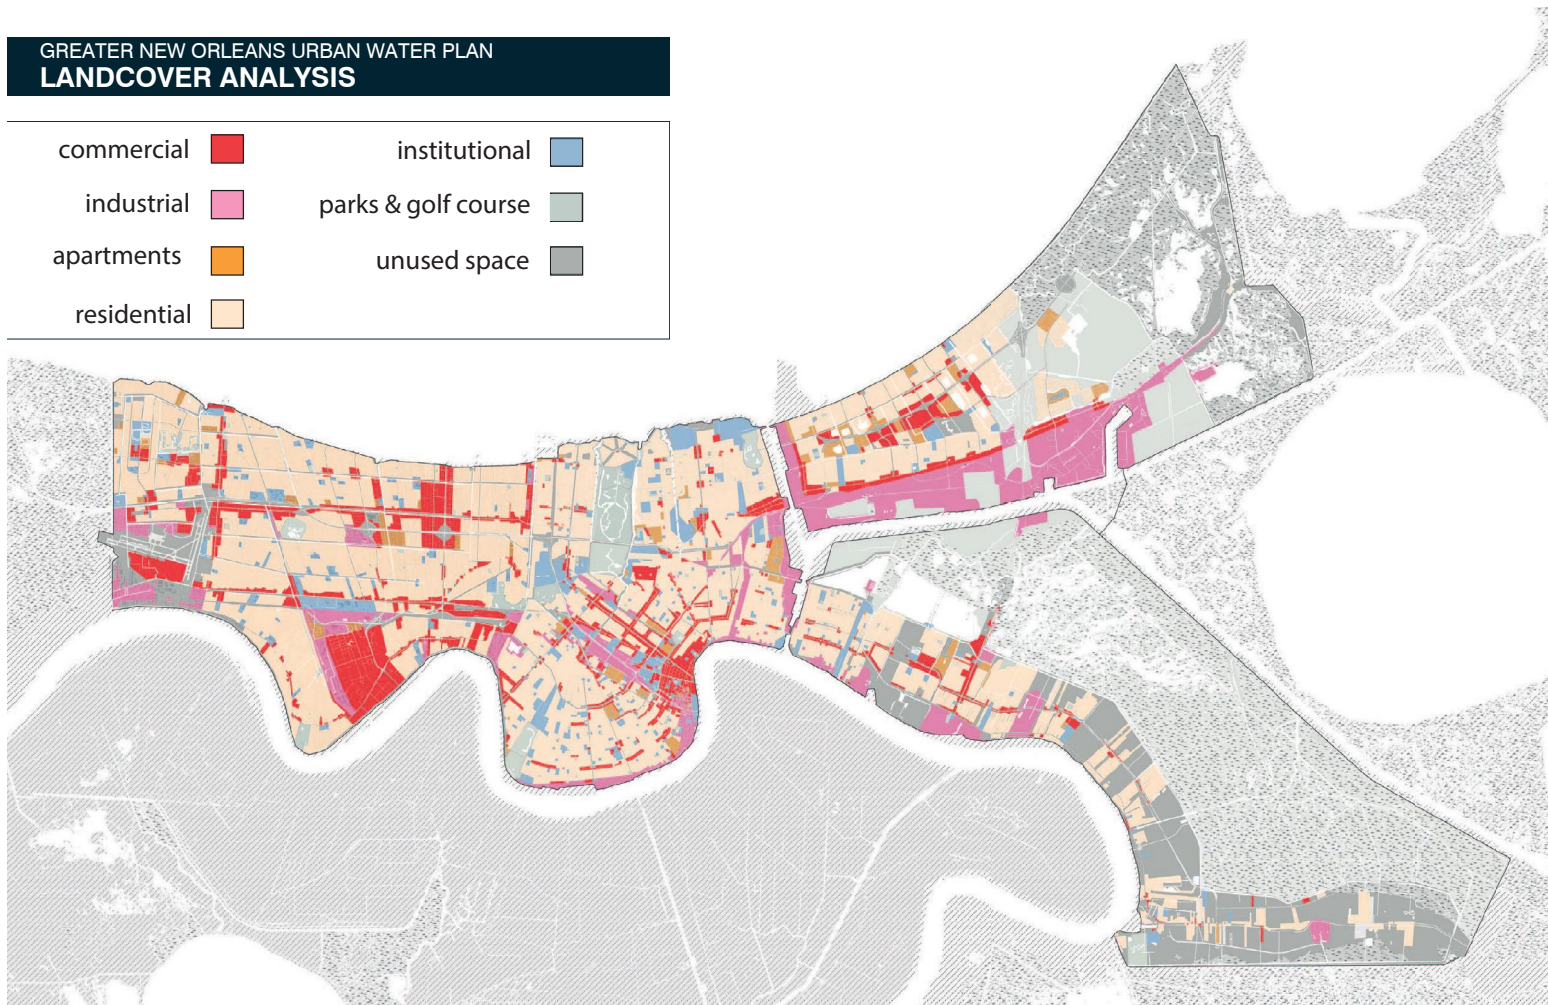 GREATER NEW ORLEANS URBAN WATER PLAN
LANDCOVER ANALYSIS
commercial
industrial
apartments
residential
institutional
parks & golf course
unused space